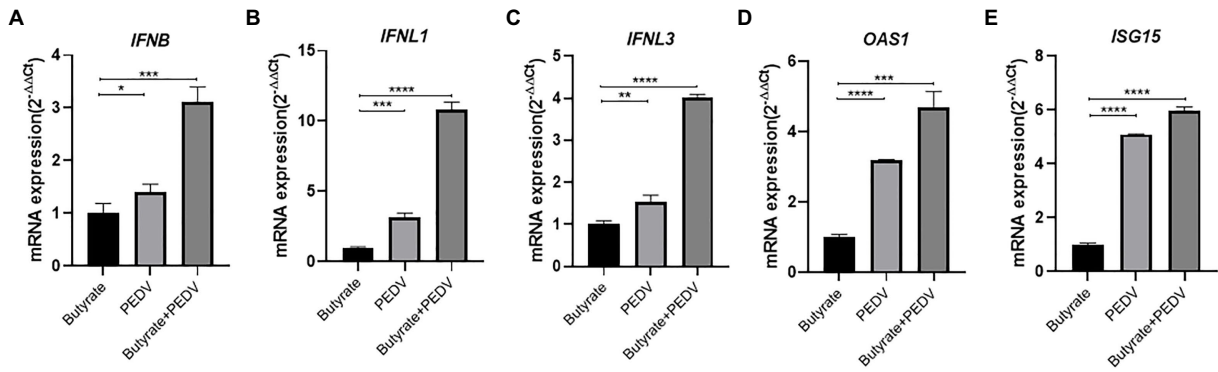 A
IFNB
mRNA expression(2-ΔΔCt)
4
3
2
1
0
***
*
Butyrate
PEDV
Butyrate+PEDV
B
IFNL1
mRNA expression(2-ΔΔCt)
15
10
5
0
****
***
Butyrate
PEDV
Butyrate+PEDV
C
IFNL3
mRNA expression(2-ΔΔCt)
5
4
3
2
1
0
****
**
Butyrate
PEDV
Butyrate+PEDV
D
OAS1
mRNA expression(2-ΔΔCt)
6
4
2
0
***
****
Butyrate
PEDV
Butyrate+PEDV
E
ISG15
mRNA expression(2-ΔΔCt)
8
6
4
2
0
****
****
Butyrate
PEDV
Butyrate+PEDV